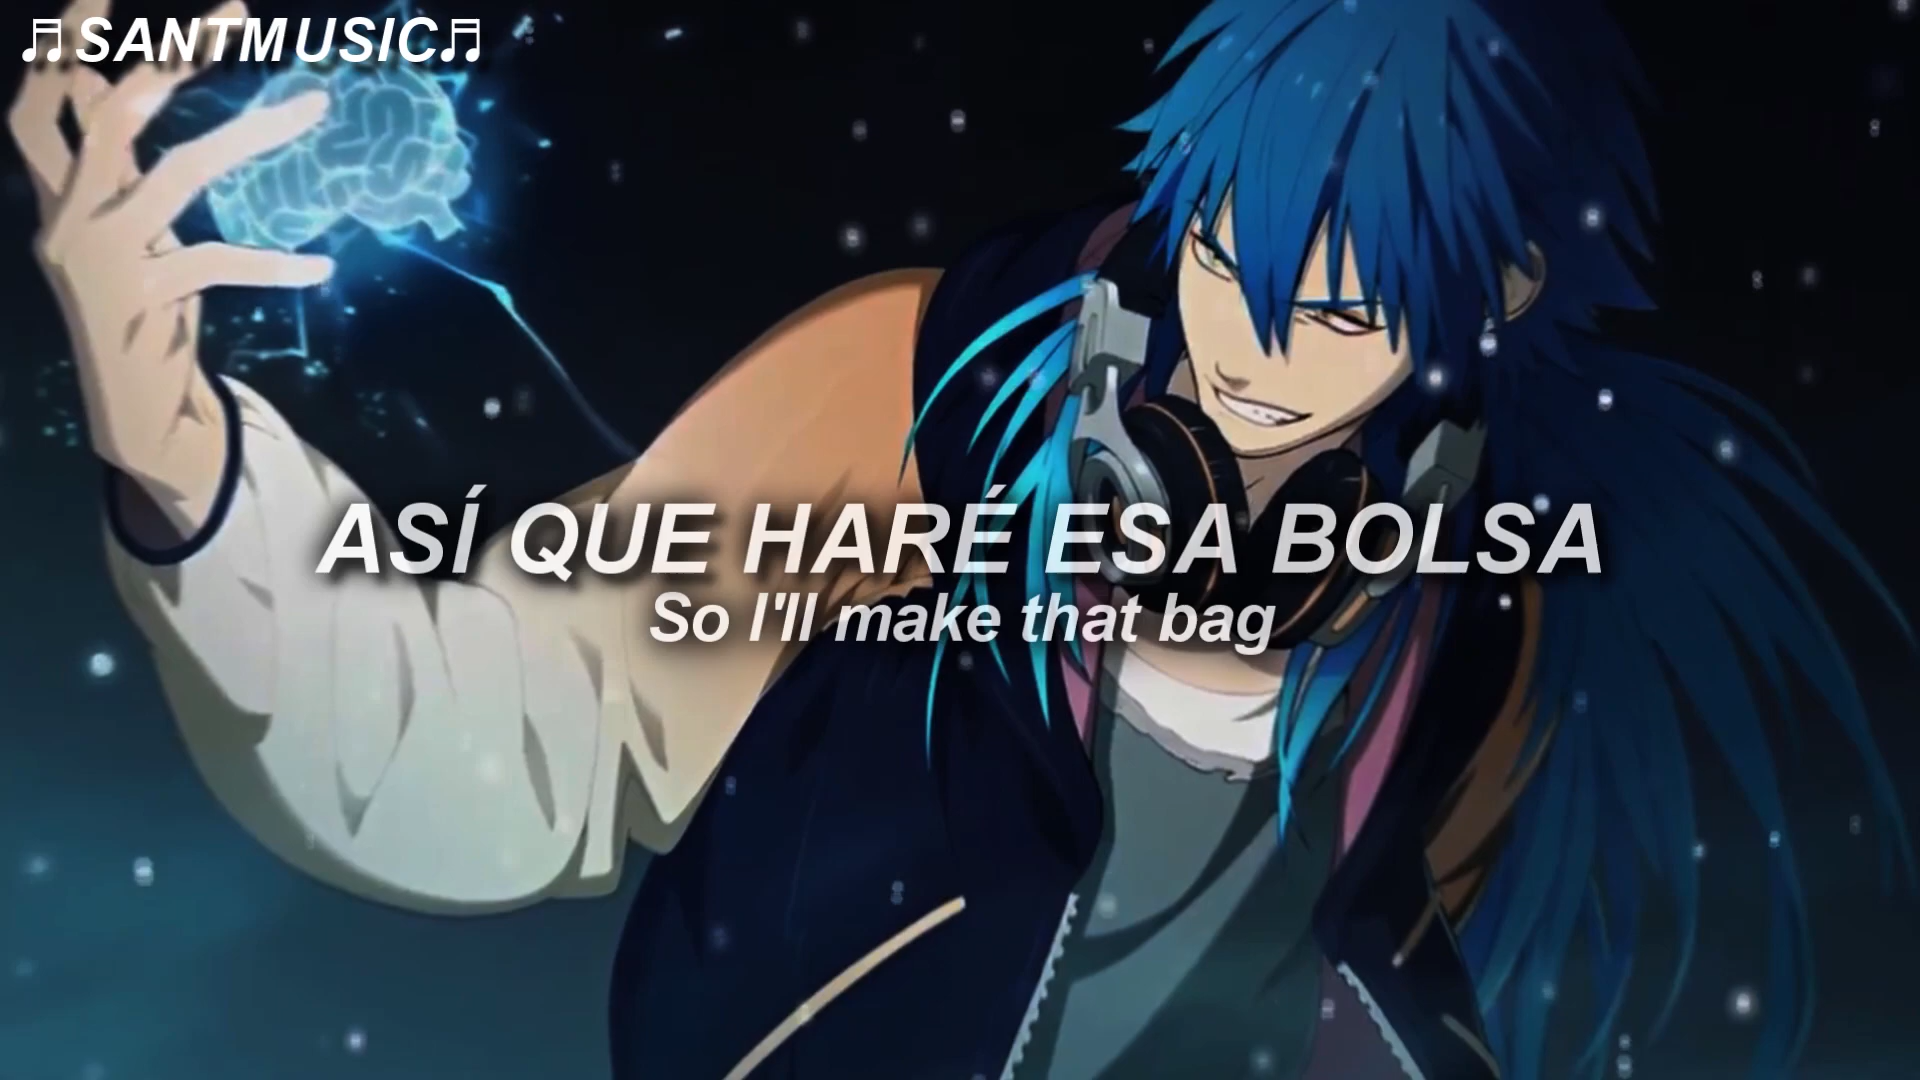 ♬SANTMUSIC♬
ASÍ QUE HARÉ ESA BOLSA
So I'll make that bag